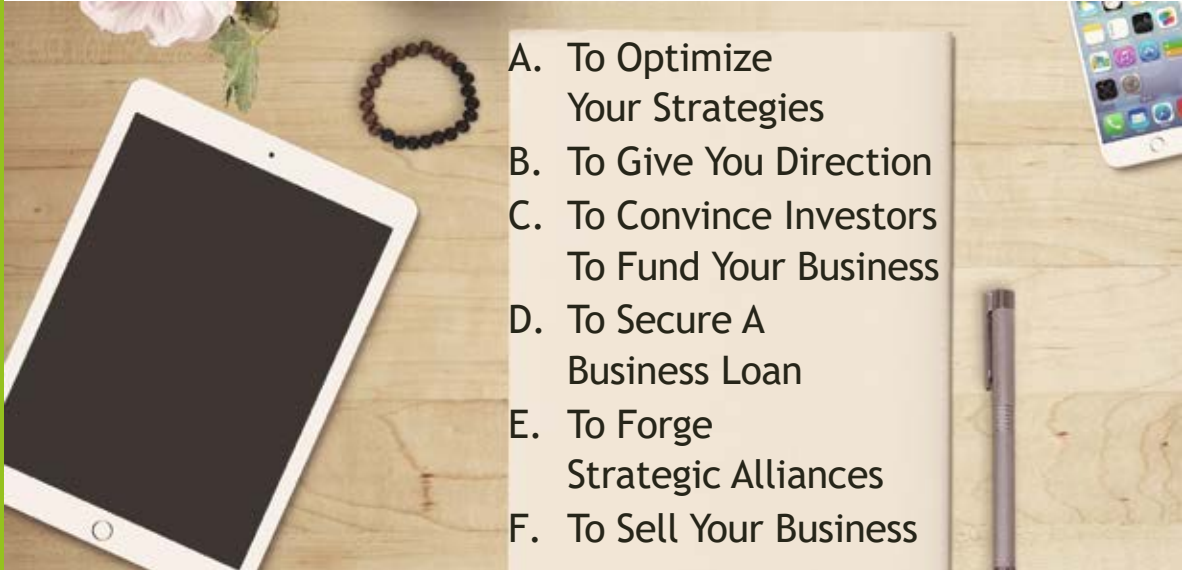 A. To Optimize
Your Strategies
B. To Give You Direction
C. To Convince Investors
To Fund Your Business
D. To Secure A
Business Loan
E. To Forge
Strategic Alliances
F. To Sell Your Business